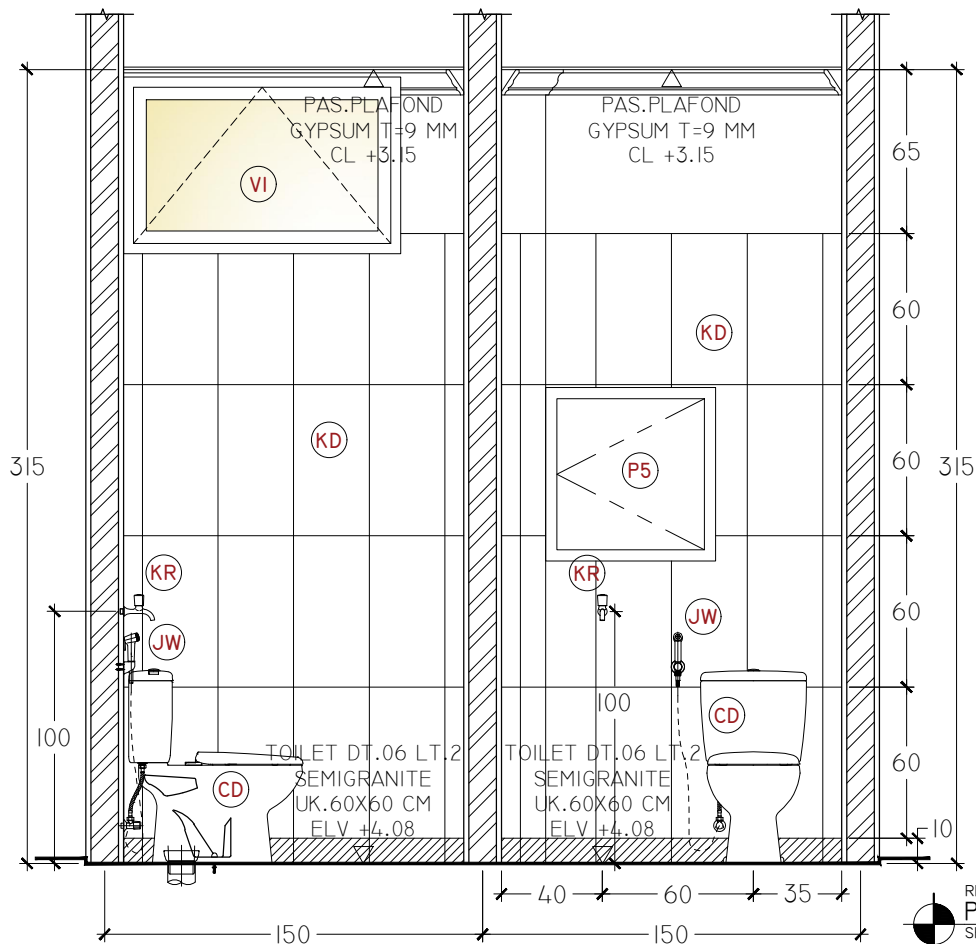 PAS.PLAFOND
GYPSUM T=9 MM
CL +3.15
PAS.PLAFOND
GYPSUM T=9 MM
CL +3.15
65
V1
60
KD
KD
315
60
315
P5
KR
KR
60
JW
JW
100
100
CD
60
TOILET DT.06 LT.2
SEMIGRANITE
UK.60X60 CM
ELV +4.08
TOILET DT.06 LT.2
SEMIGRANITE
UK.60X60 CM
ELV +4.08
CD
10
40
60
35
150
150